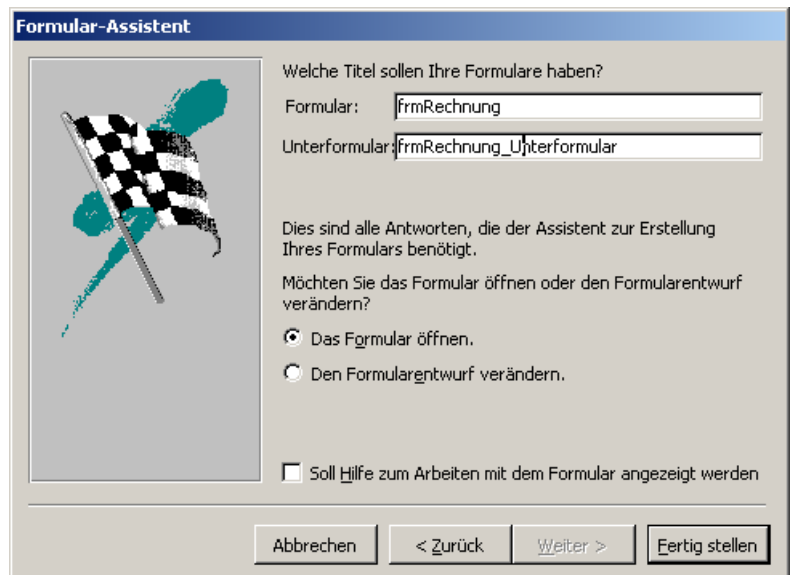 Formular-Assistent
Welche Titel sollen Ihre Formulare haben?
Formular: frmRechnung
Unterformular: frmRechnung_Unterformular
Dies sind alle Antworten, die der Assistent zur Erstellung
Ihres Formulars benötigt.
Möchten Sie das Formular öffnen oder den Formularentwurf
verändern?
Das Formular öffnen.
Den Formularentwurf verändern.
Soll Hilfe zum Arbeiten mit dem Formular angezeigt werden
Abbrechen < Zurück Weiter > Fertig stellen